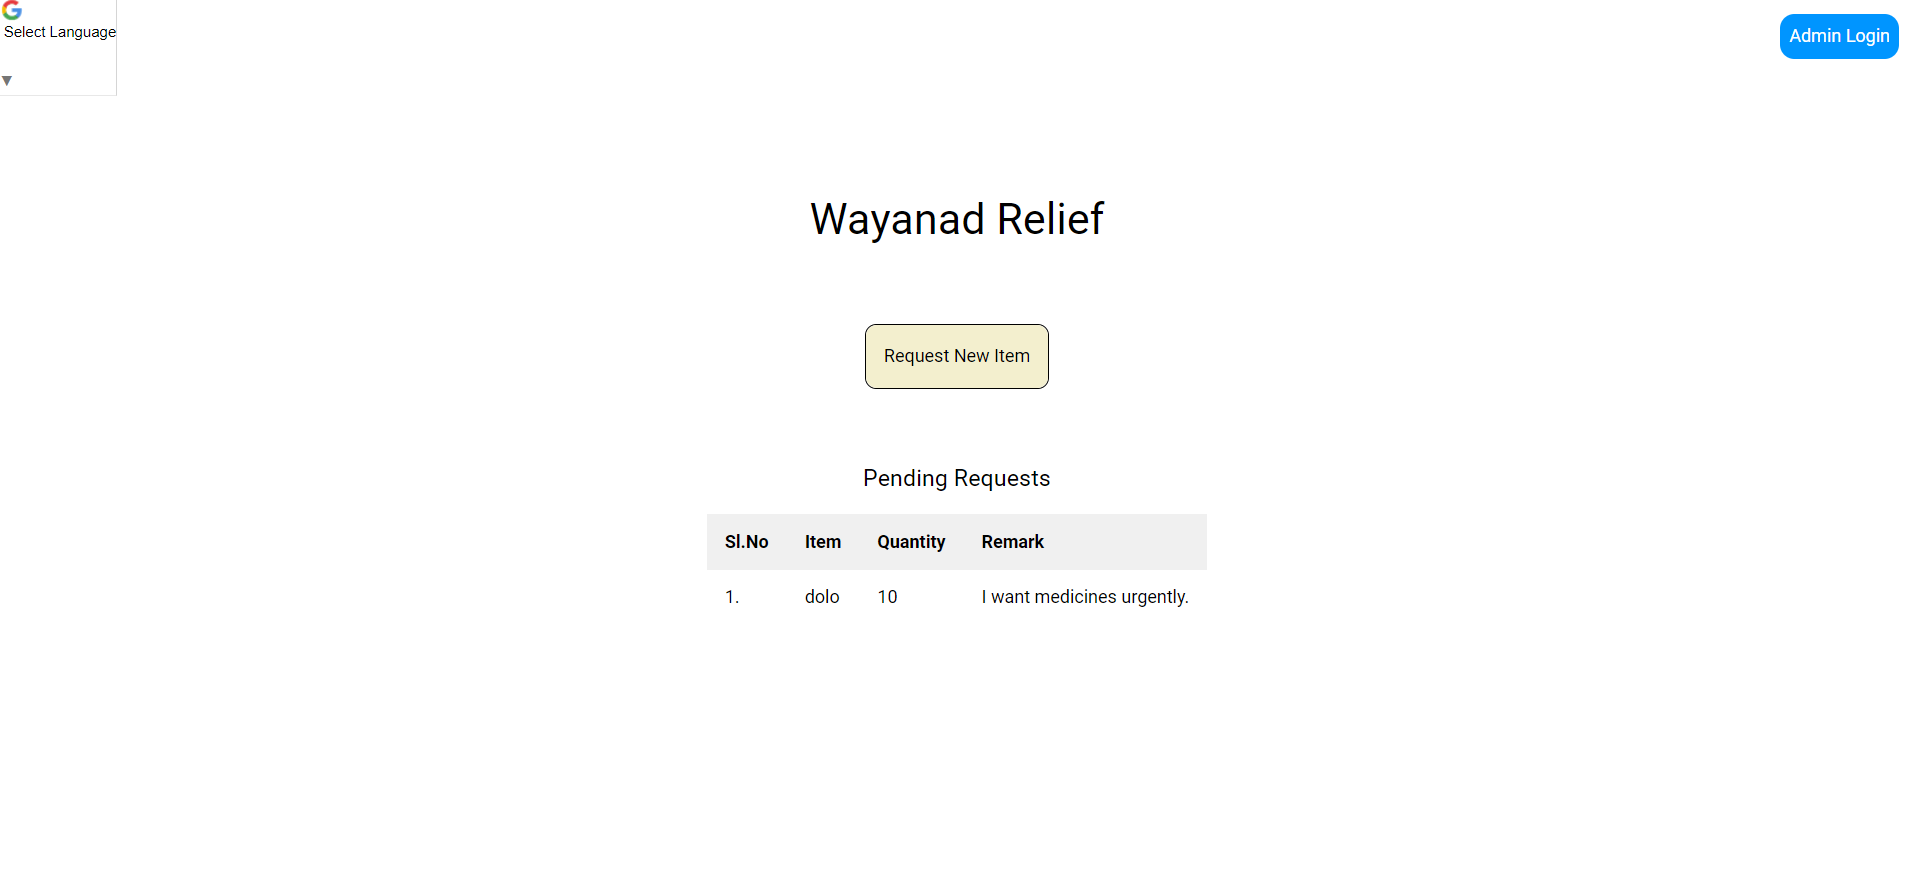 Select Language
▼
Admin Login
Wayanad Relief
Request New Item
Pending Requests
Sl.No Item Quantity Remark
1. dolo 10 I want medicines urgently.